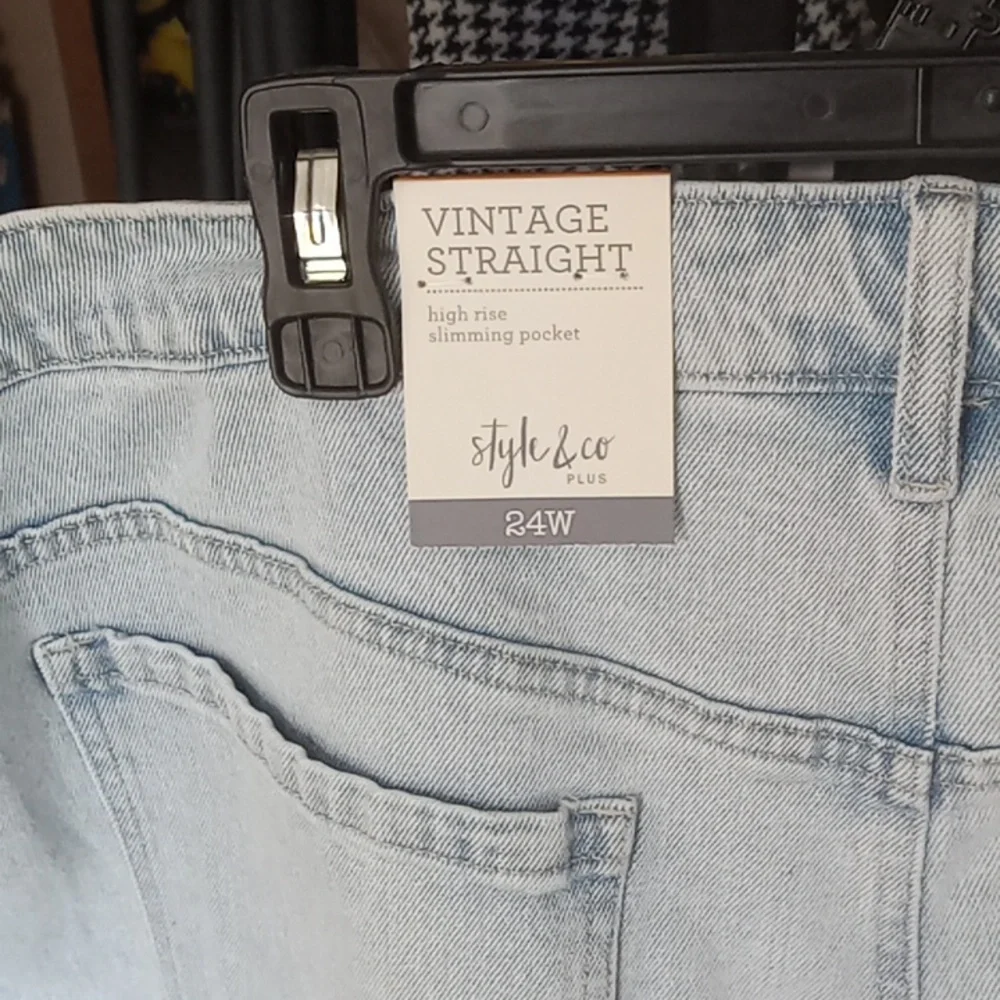 VINTAGE
STRAIGHT
high rise
slimming pocket
style & co
PLUS
24W